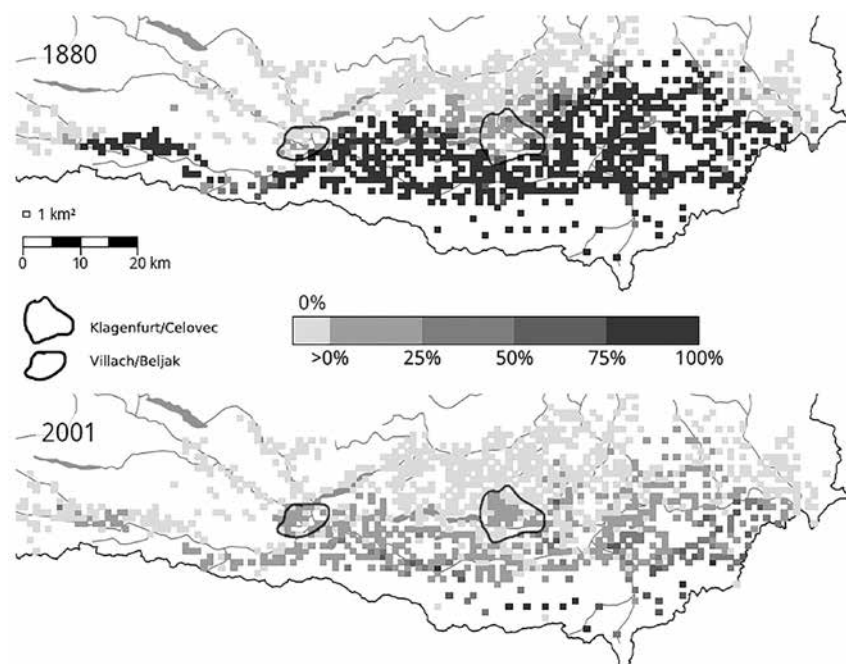 1880
1 km²
0 10 20 km
0%
Klagenfurt/Celovec
>0% 25% 50% 75% 100%
Villach/Beljak
2001